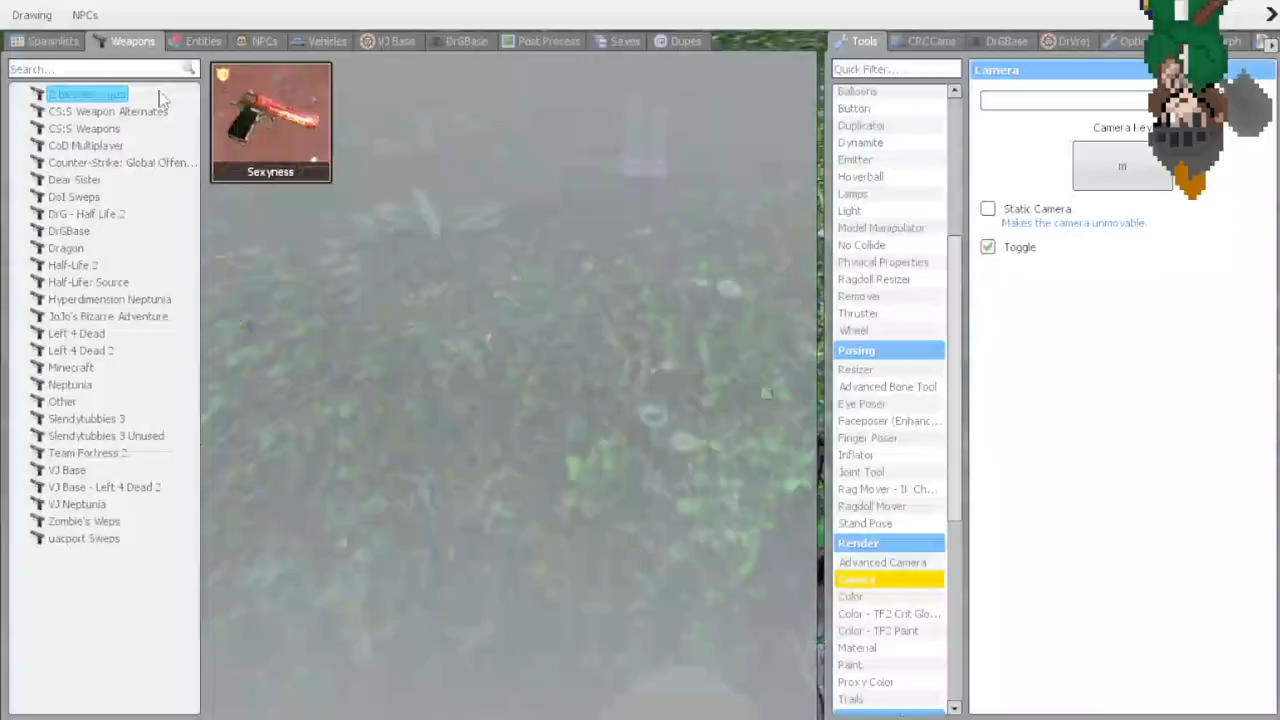 Drawing NPCs
Spawnlists Weapons Entities NPCs Vehicles VJ Base DrGBase Post Process Saves Dupes
Search...
CS:S Weapon Alternates
CS:S Weapons
CoD Multiplayer
Counter-Strike: Global Offen...
Dear Sister
DoI Sweps
DrG - Half Life 2
DrGBase
Dragon
Half-Life 2
Half-Life: Source
Hyperdimension Neptunia
JoJo's Bizarre Adventure
Left 4 Dead
Left 4 Dead 2
Minecraft
Neptunia
Other
Slendytubbies 3
Slendytubbies 3 Unused
Team Fortress 2
VJ Base
VJ Base - Left 4 Dead 2
VJ Neptunia
Zombie's Weps
uacport Sweps
Sexyness
Tools CRCCams DrGBase DrVrej
Quick Filter...
Balloons
Button
Duplicator
Dynamite
Emitter
Hoverball
Lamps
Light
Model Manipulator
No Collide
Physical Properties
Ragdoll Resizer
Remover
Thruster
Wheel
Posing
Resizer
Advanced Bone Tool
Eye Poser
Faceposer (Enhanc...
Finger Poser
Inflator
Joint Tool
Rag Mover - IK Ch...
Ragdoll Mover
Stand Pose
Render
Advanced Camera
Camera
Color
Color - TF2 Crit Glo...
Color - TF2 Paint
Material
Paint
Proxy Color
Trails
Camera
Camera
m
Static Camera
Makes the camera unmovable.
Toggle